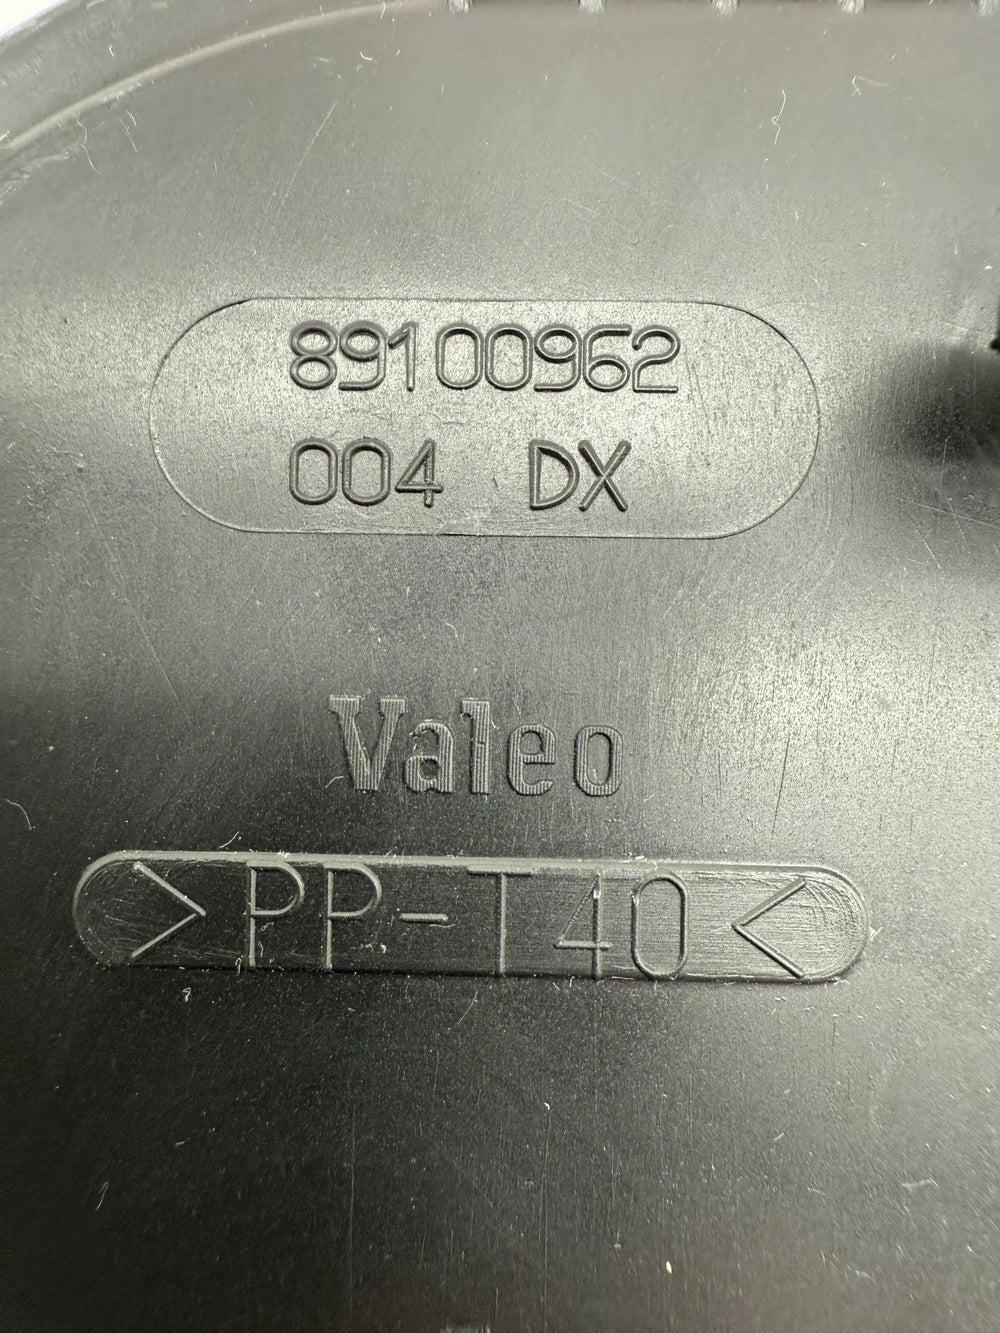 89100962
004 DX
Valeo
>PP-T40<